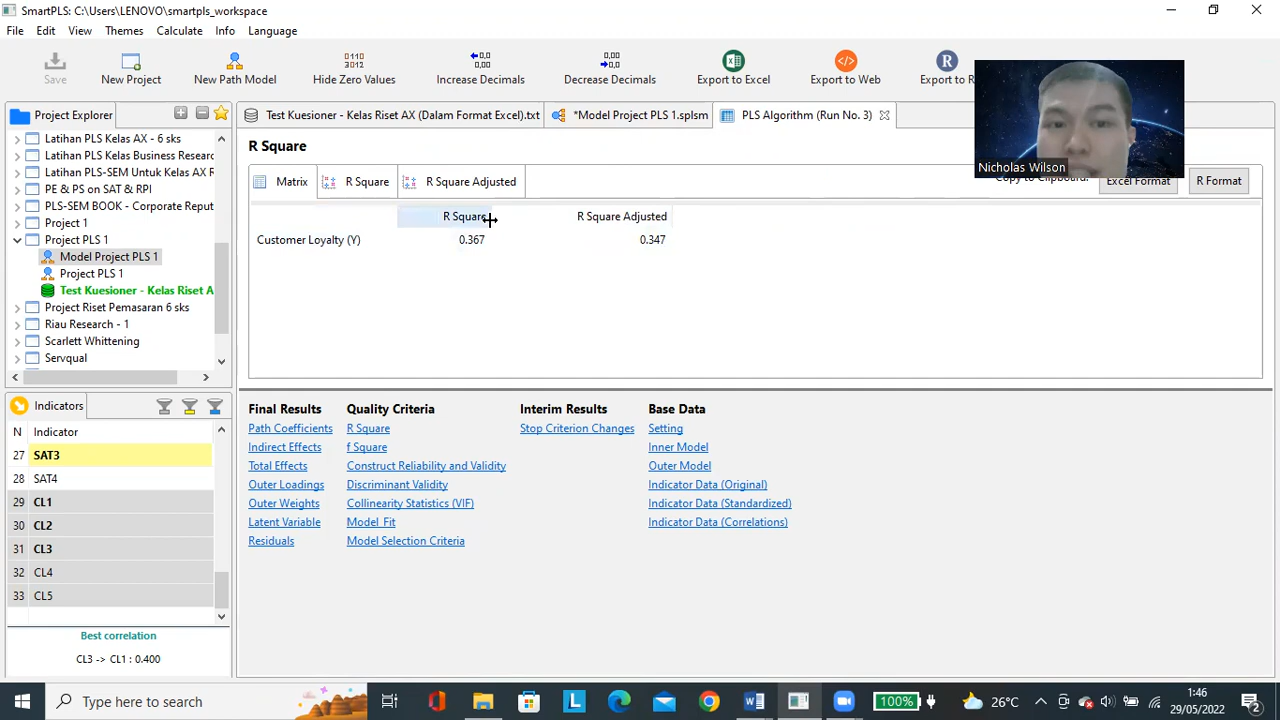 SmartPLS: C:\Users\LENOVO\smartpls_workspace
File Edit View Themes Calculate Info Language
Save New Project New Path Model Hide Zero Values Increase Decimals Decrease Decimals Export to Excel Export to Web Export to R
Project Explorer
Latihan PLS Kelas AX - 6 sks
Latihan PLS Kelas Business Researc
Latihan PLS-SEM Untuk Kelas AX F
PE & PS on SAT & RPI
PLS-SEM BOOK - Corporate Reput
Project 1
Project PLS 1
Model Project PLS 1
Project PLS 1
Test Kuesioner - Kelas Riset A
Project Riset Pemasaran 6 sks
Riau Research - 1
Scarlett Whittening
Servqual
Indicators
N Indicator
27 SAT3
28 SAT4
29 CL1
30 CL2
31 CL3
32 CL4
33 CL5
Best correlation
CL3 -> CL1 : 0.400
Test Kuesioner - Kelas Riset AX (Dalam Format Excel).txt *Model Project PLS 1.splsm PLS Algorithm (Run No. 3)
R Square
Matrix R Square R Square Adjusted
Copy to Clipboard: Excel Format R Format
R Square R Square Adjusted
Customer Loyalty (Y) 0.367 0.347
Nicholas Wilson
Final Results Quality Criteria Interim Results Base Data
Path Coefficients R Square Stop Criterion Changes Setting
Indirect Effects f Square Inner Model
Total Effects Construct Reliability and Validity Outer Model
Outer Loadings Discriminant Validity Indicator Data (Original)
Outer Weights Collinearity Statistics (VIF) Indicator Data (Standardized)
Latent Variable Model_Fit Indicator Data (Correlations)
Residuals Model Selection Criteria
Type here to search
100%
26°C
1:46
29/05/2022
2